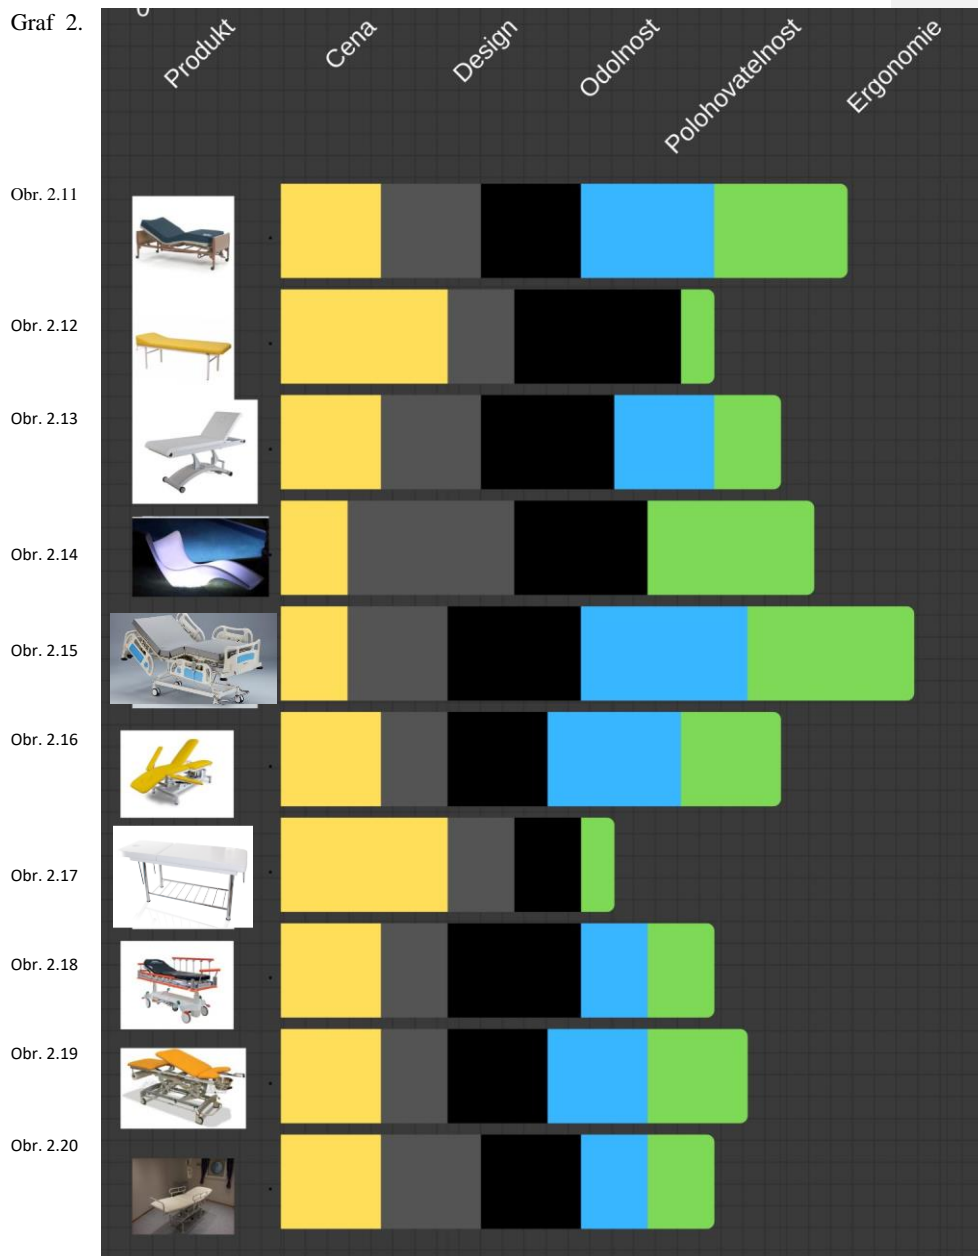 Graf 2.
Produkt
Cena
Design
Odolnost
Polohovatelnost
Ergonomie
Obr. 2.11
Obr. 2.12
Obr. 2.13
Obr. 2.14
Obr. 2.15
Obr. 2.16
Obr. 2.17
Obr. 2.18
Obr. 2.19
Obr. 2.20